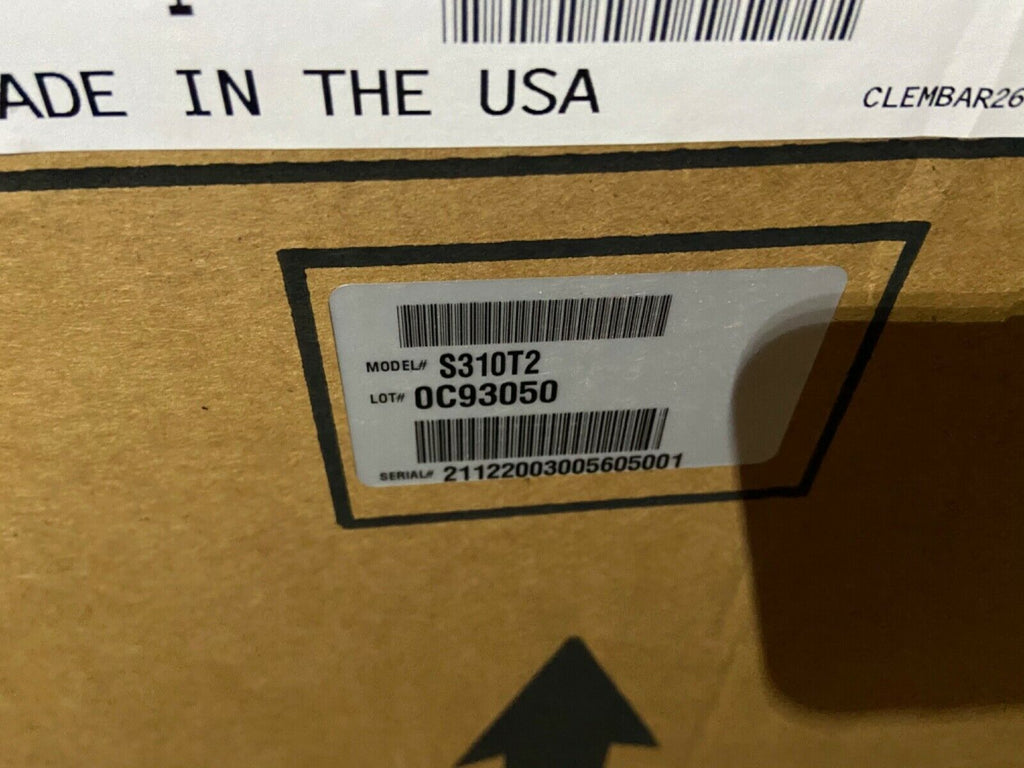 ADE IN THE USA
CLEMBAR26
MODEL# S310T2
LOT# 0C93050
SERIAL# 21122003005605001